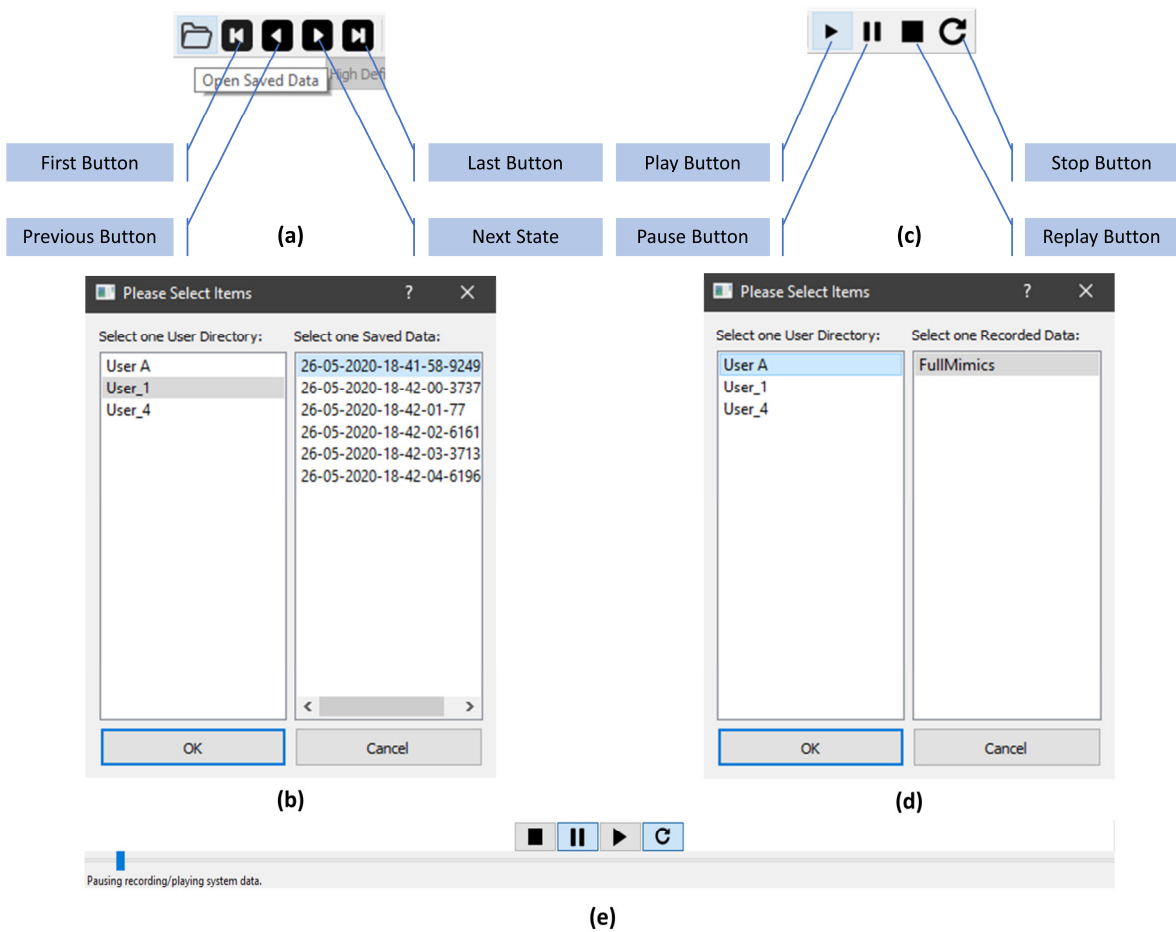 Open Saved Data
High Defi
First Button
Last Button
Play Button
Stop Button
Previous Button
(a)
Next State
Pause Button
(c)
Replay Button
Please Select Items ?
Select one User Directory: Select one Saved Data:
User A
User_1
User_4
26-05-2020-18-41-58-9249
26-05-2020-18-42-00-3737
26-05-2020-18-42-01-77
26-05-2020-18-42-02-6161
26-05-2020-18-42-03-3713
26-05-2020-18-42-04-6196
OK Cancel
(b)
Please Select Items ?
Select one User Directory: Select one Recorded Data:
User A
User_1
User_4
FullMimics
OK Cancel
(d)
Pausing recording/playing system data.
(e)